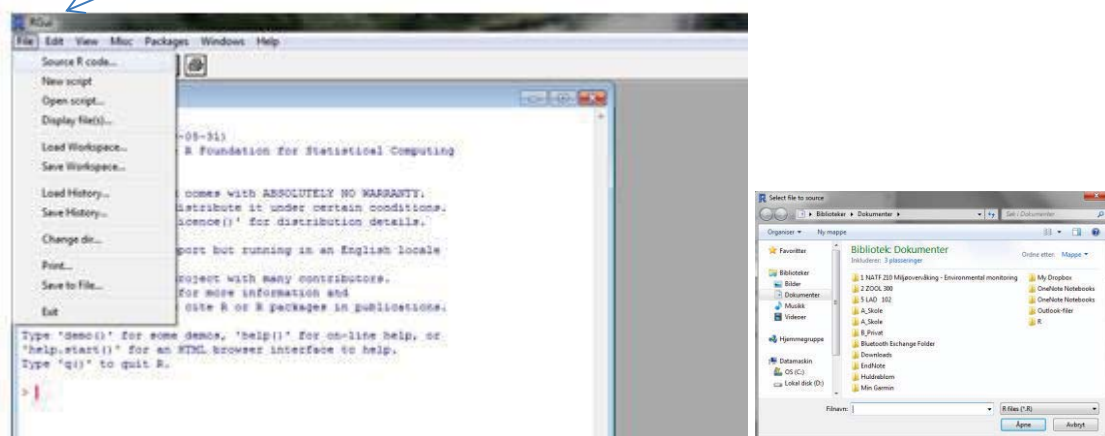 RGui
File Edit View Misc Packages Windows Help
Source R code...
New script
Open script...
Display file(s)...
Load Workspace...
Save Workspace...
Load History...
Save History...
Change dir...
Print...
Save to File...
Exit
-05-31)
R Foundation for Statistical Computing
comes with ABSOLUTELY NO WARRANTY.
istribute it under certain conditions.
icence()' for distribution details.
port but running in an English locale
roject with many contributors.
for more information and
cite R or R packages in publications.
Type 'demo()' for some demos, 'help()' for on-line help, or
'help.start()' for an HTML browser interface to help.
Type 'q()' to quit R.
>
Select file to source
Biblioteker Dokumenter
Søk i Dokumenter
Organiser Ny mappe
Favoritter
Biblioteker
Bilder
Dokumenter
Musikk
Videoer
Hjemmegruppe
Datamaskin
OS (C:)
Lokal disk (D:)
Bibliotek: Dokumenter
Inkluderer: 3 plasseringer
Ordne etter: Mappe
1 NATF 210 Miljøovervåking - Environmental monitoring
2 ZOOL 300
5 LAD 102
A_Skole
A_Skole
B_Privat
Bluetooth Exchange Folder
Downloads
EndNote
Huldreblom
Min Garmin
My Dropbox
OneNote Notebooks
OneNote Notebooks
Outlook-filer
R
Filnavn:
R files (*.R)
Åpne Avbryt